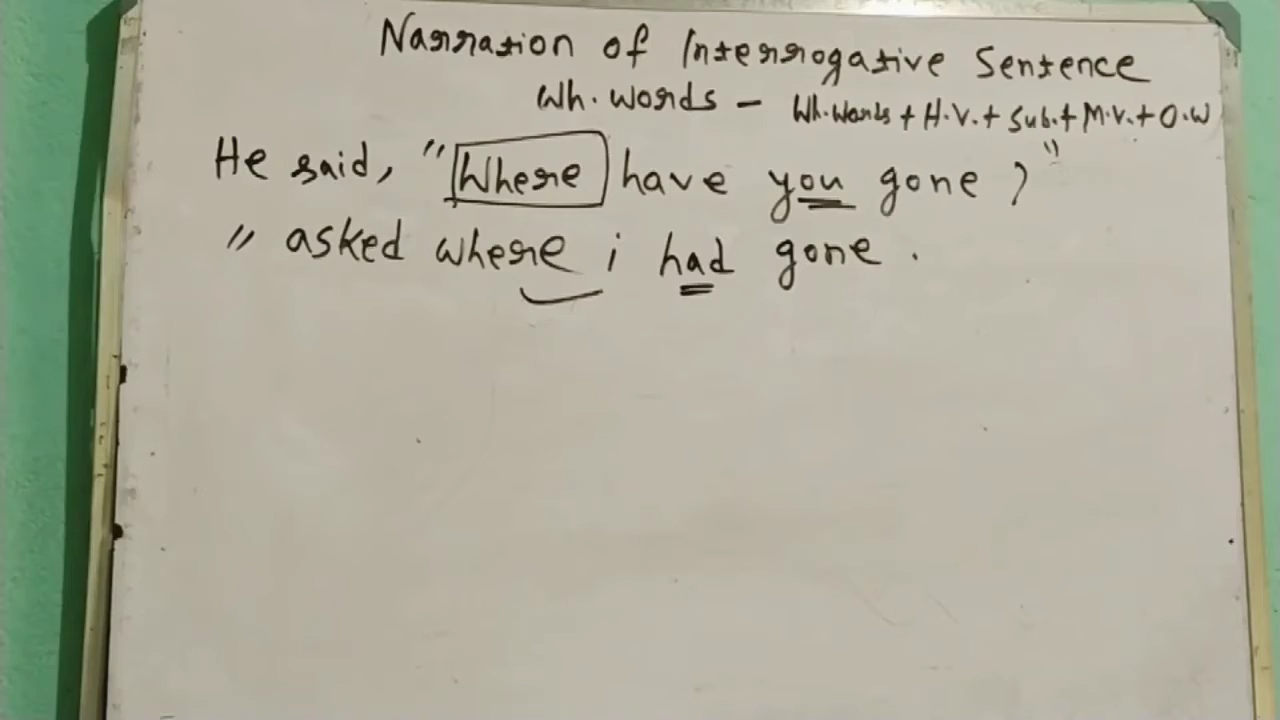 Narration of Interrogative Sentence
Wh. words - Wh. words + H.V. + Sub. + M.V. + O.W
He said, "Where have you gone ?"
" asked where i had gone .